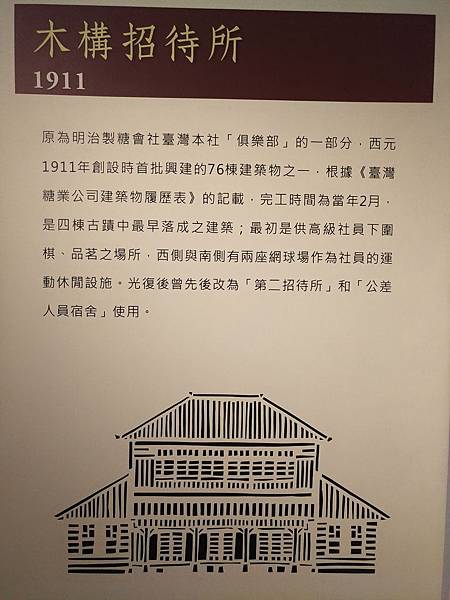 木構招待所
1911
原為明治製糖會社臺灣本社「俱樂部」的一部分，西元
1911年創設時首批興建的76棟建築物之一，根據《臺灣
糖業公司建築物履歷表》的記載，完工時間為當年2月，
是四棟古蹟中最早落成之建築；最初是供高級社員下圍
棋、品茗之場所，西側與南側有兩座網球場作為社員的運
動休閒設施。光復後曾先後改為「第二招待所」和「公差
人員宿舍」使用。